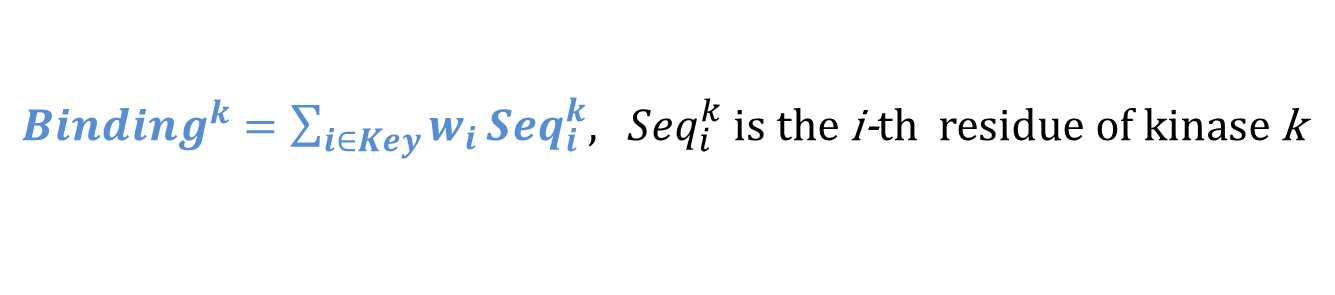 Binding^k = ∑_{i∈Key} w_i Seq_i^k, Seq_i^k is the i-th residue of kinase k